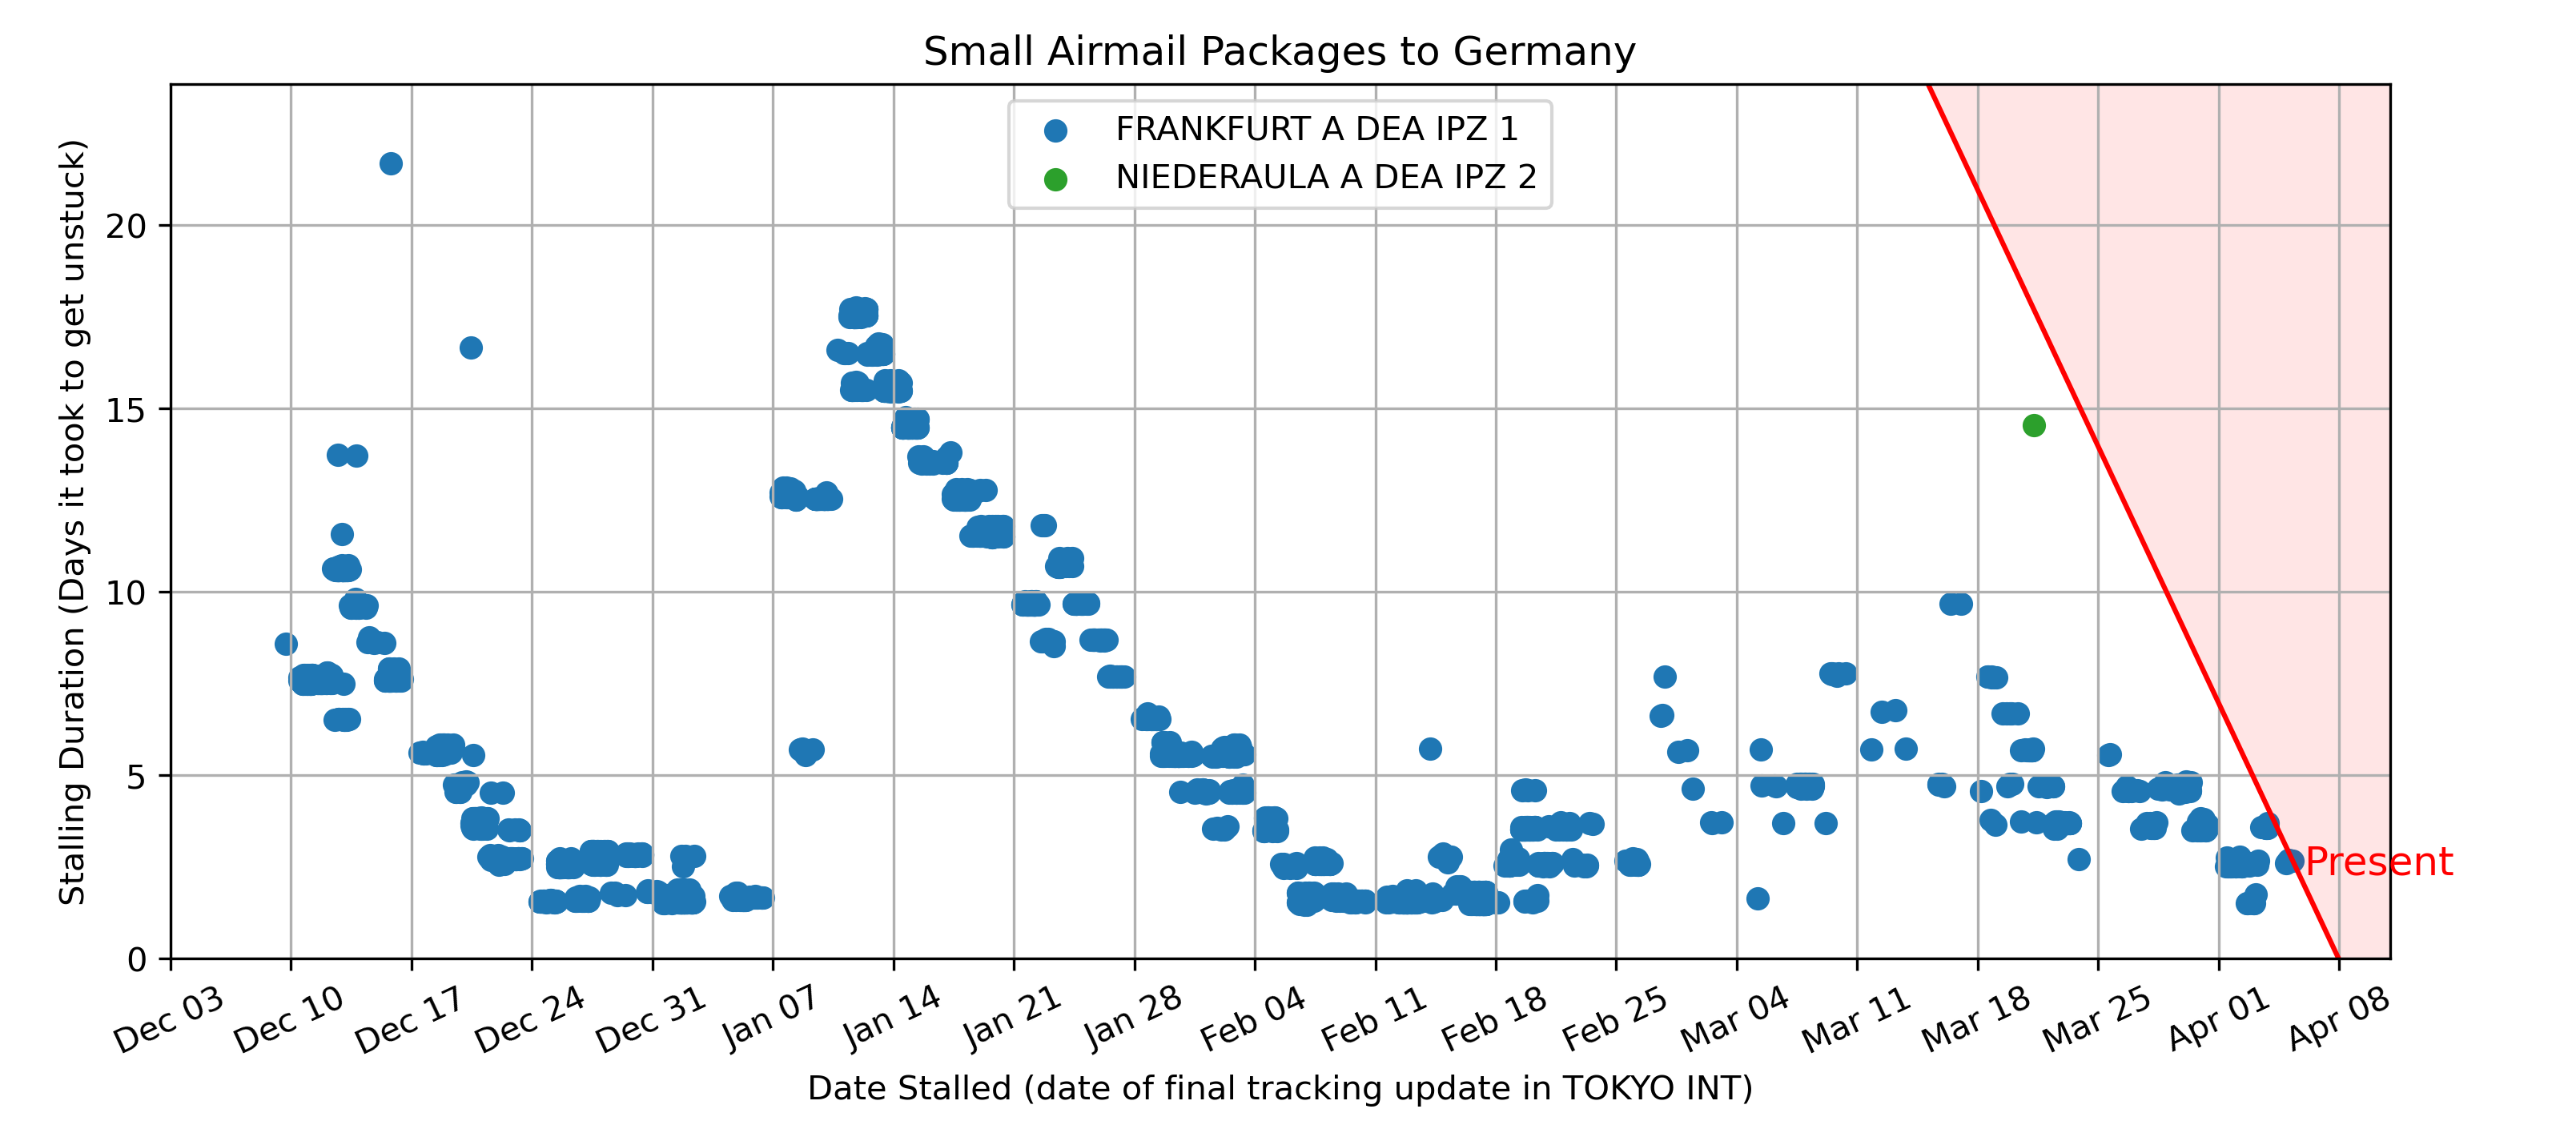 Small Airmail Packages to Germany
FRANKFURT A DEA IPZ 1
NIEDERAULA A DEA IPZ 2
Stalling Duration (Days it took to get unstuck)
20
15
10
5
0
Present
Dec 03
Dec 10
Dec 17
Dec 24
Dec 31
Jan 07
Jan 14
Jan 21
Jan 28
Feb 04
Feb 11
Feb 18
Feb 25
Mar 04
Mar 11
Mar 18
Mar 25
Apr 01
Apr 08
Date Stalled (date of final tracking update in TOKYO INT)